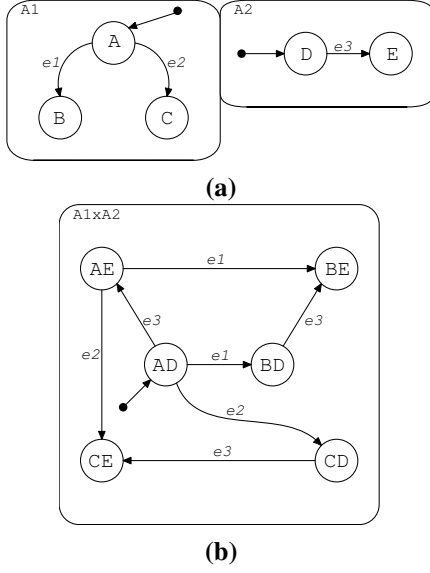 A1 A2
A D e3 E
e1 e2
B C
(a)
A1xA2
AE e1 BE
e3 e3
e2 AD e1 BD
e2
CE e3 CD
(b)